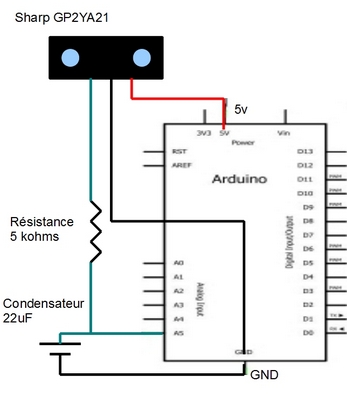 Sharp GP2YA21
5v
3V3 5V Vin
Power
RST
AREF
Arduino
D13
D12
D11 PWM
D10 PWM
D9 PWM
D8
D7
D6 PWM
D5 PWM
D4
D3 PWM
D2
D1 TX
D0 RX
Digital Input/Output
Résistance
5 kohms
A0
A1
A2
A3
A4
A5
Analog Input
Condensateur
22uF
GND
GND